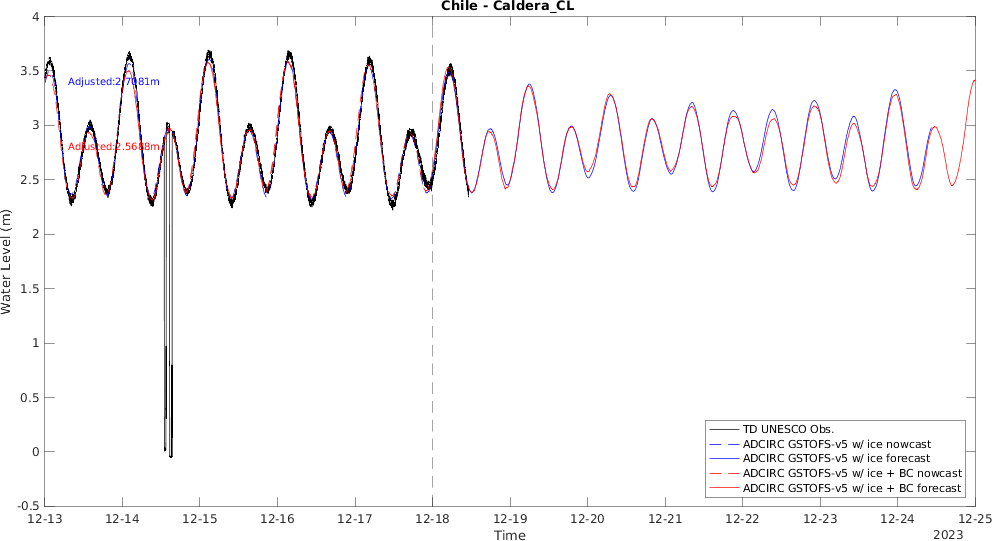 Chile - Caldera_CL
4
3.5
3
2.5
2
1.5
1
0.5
0
-0.5
Water Level (m)
Adjusted:2.7081m
Adjusted:2.5688m
TD UNESCO Obs.
ADCIRC GSTOFS-v5 w/ ice nowcast
ADCIRC GSTOFS-v5 w/ ice forecast
ADCIRC GSTOFS-v5 w/ ice + BC nowcast
ADCIRC GSTOFS-v5 w/ ice + BC forecast
12-13 12-14 12-15 12-16 12-17 12-18 12-19 12-20 12-21 12-22 12-23 12-24 12-25
Time
2023